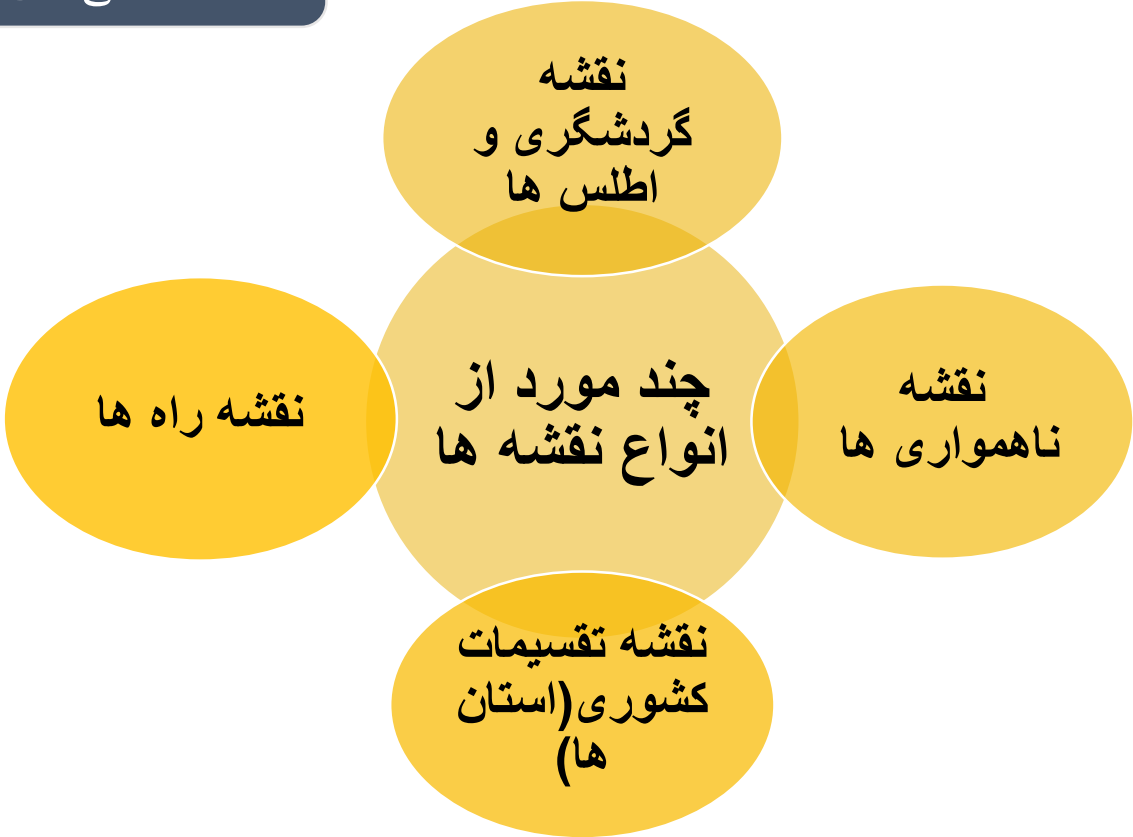 نقشه
گردشگری و
اطلس ها
چند مورد از
انواع نقشه ها
نقشه
ناهمواری ها
نقشه راه ها
نقشه تقسیمات
کشوری(استان
ها)